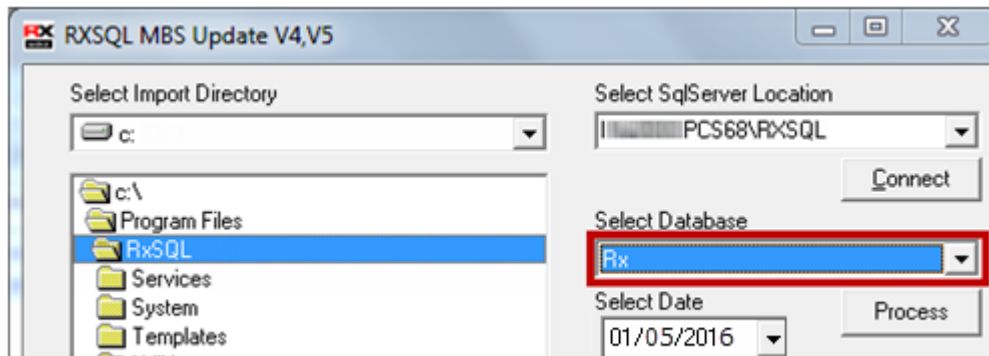 RX RXSQL MBS Update V4,V5
Select Import Directory
c:
c:\
Program Files
RxSQL
Services
System
Templates
Select SqlServer Location
PCS68\RXSQL
Connect
Select Database
Rx
Select Date
01/05/2016
Process